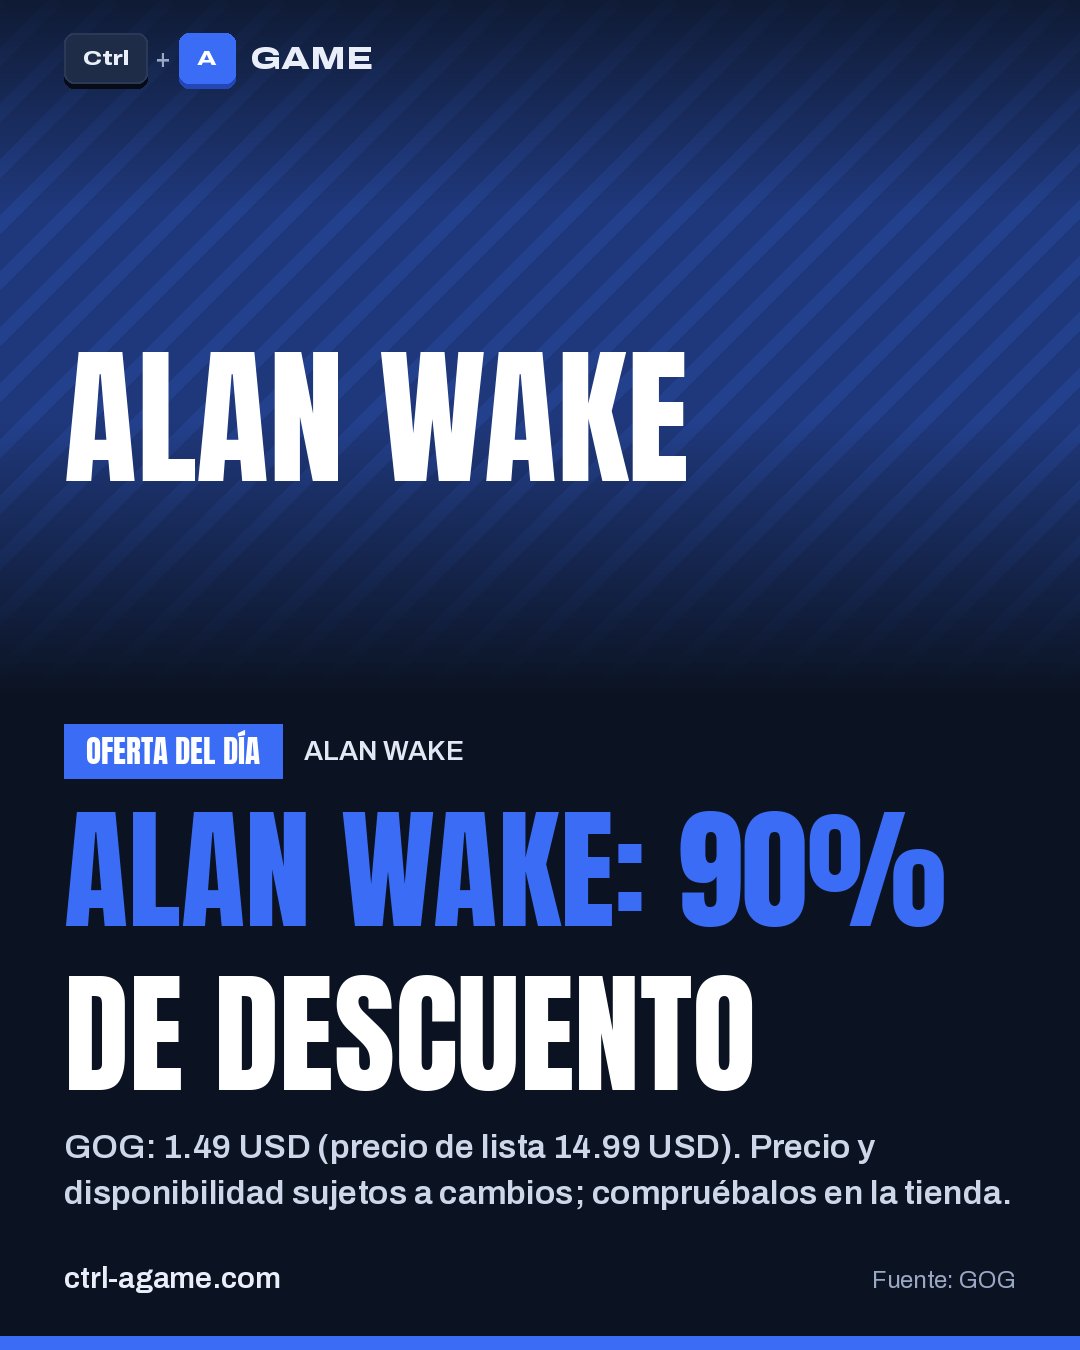 Ctrl + A GAME
ALAN WAKE
OFERTA DEL DÍA ALAN WAKE
ALAN WAKE: 90%
DE DESCUENTO
GOG: 1.49 USD (precio de lista 14.99 USD). Precio y
disponibilidad sujetos a cambios; compruébalos en la tienda.
ctrl-agame.com Fuente: GOG